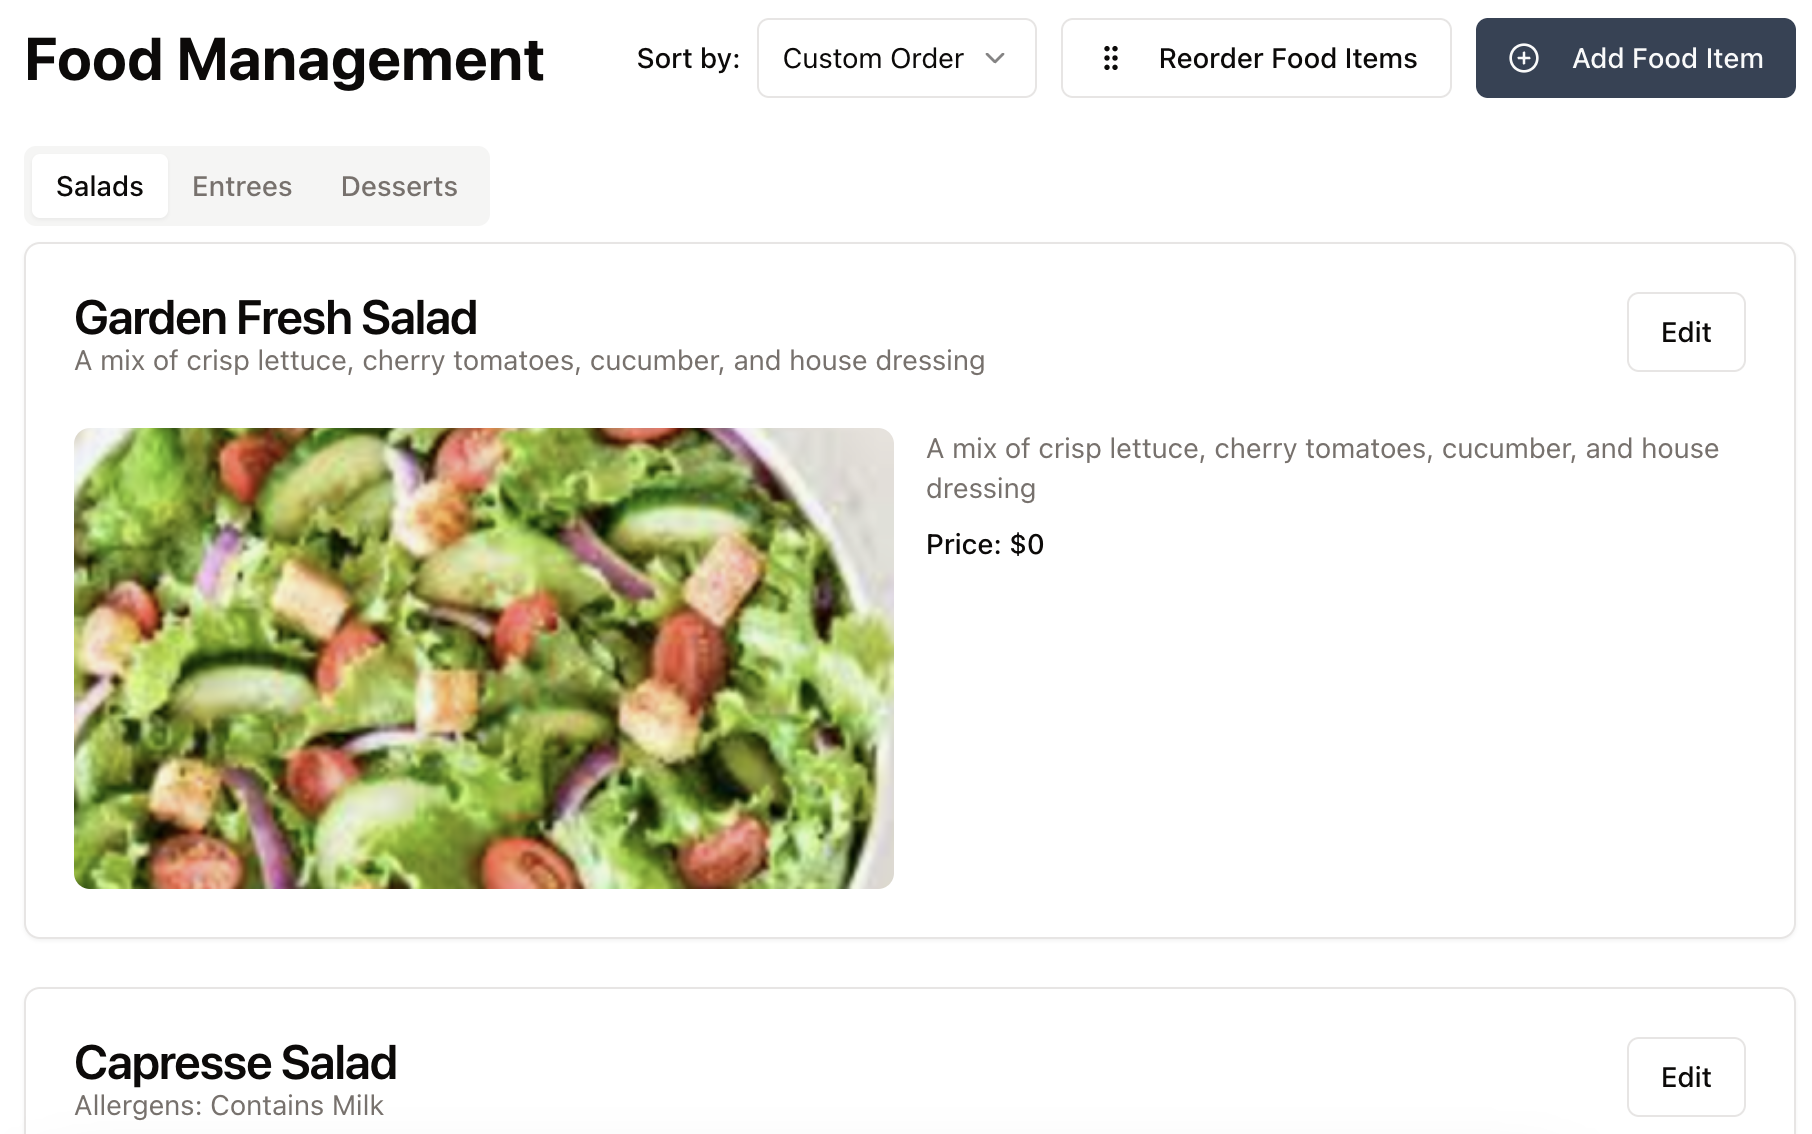 Food Management
Sort by:
Custom Order
Reorder Food Items
Add Food Item
Salads
Entrees
Desserts
Garden Fresh Salad
Edit
A mix of crisp lettuce, cherry tomatoes, cucumber, and house dressing
A mix of crisp lettuce, cherry tomatoes, cucumber, and house
dressing
Price: $0
Capresse Salad
Edit
Allergens: Contains Milk